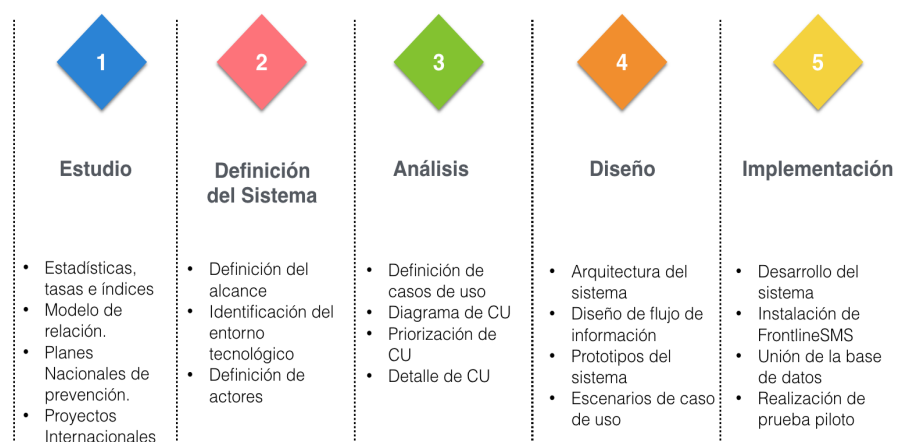 1
Estudio
• Estadísticas,
tasas e índices
• Modelo de
relación.
• Planes
Nacionales de
prevención.
• Proyectos
Internacionales
2
Definición
del Sistema
• Definición del
alcance
• Identificación del
entorno
tecnológico
• Definición de
actores
3
Análisis
• Definición de
casos de uso
• Diagrama de CU
• Priorización de
CU
• Detalle de CU
4
Diseño
• Arquitectura del
sistema
• Diseño de flujo de
información
• Prototipos del
sistema
• Escenarios de caso
de uso
5
Implementación
• Desarrollo del
sistema
• Instalación de
FrontlineSMS
• Unión de la base
de datos
• Realización de
prueba piloto